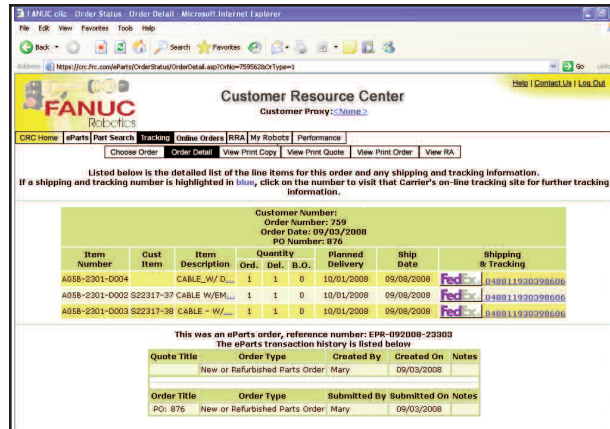 FANUC cRc - Order Status - Order Detail - Microsoft Internet Explorer
File Edit View Favorites Tools Help
Back Search Favorites
Address https://crc.frc.com/eParts/OrderStatus/OrderDetail.asp?OrNo=759562&OrType=1 Go
Help | Contact Us | Log Out
FANUC
Robotics
Customer Resource Center
Customer Proxy:<None>
CRC Home eParts Part Search Tracking Online Orders RRA My Robots Performance
Choose Order Order Detail View Print Copy View Print Quote View Print Order View RA
Listed below is the detailed list of the line items for this order and any shipping and tracking information.
If a shipping and tracking number is highlighted in blue, click on the number to visit that Carrier's on-line tracking site for further tracking
information.
Customer Number:
Order Number: 759
Order Date: 09/03/2008
PO Number: 876
Item Number Cust Item Item Description Quantity Ord. Del. B.O. Planned Delivery Ship Date Shipping & Tracking
A05B-2301-D004 CABLE_W/ D... 1 1 0 10/01/2008 09/08/2008 FedEx 048811930398606
A05B-2301-D002 S22317-37 CABLE W/EM... 1 1 0 10/01/2008 09/08/2008 FedEx 048811930398606
A05B-2301-D003 S22317-38 CABLE - W/... 1 1 0 10/01/2008 09/08/2008 FedEx 048811930398606
This was an eParts order, reference number: EPR-092008-23303
The eParts transaction history is listed below
Quote Title Order Type Created By Created On Notes
New or Refurbished Parts Order Mary 09/03/2008
Order Title Order Type Submitted By Submitted On Notes
PO: 876 New or Refurbished Parts Order Mary 09/03/2008